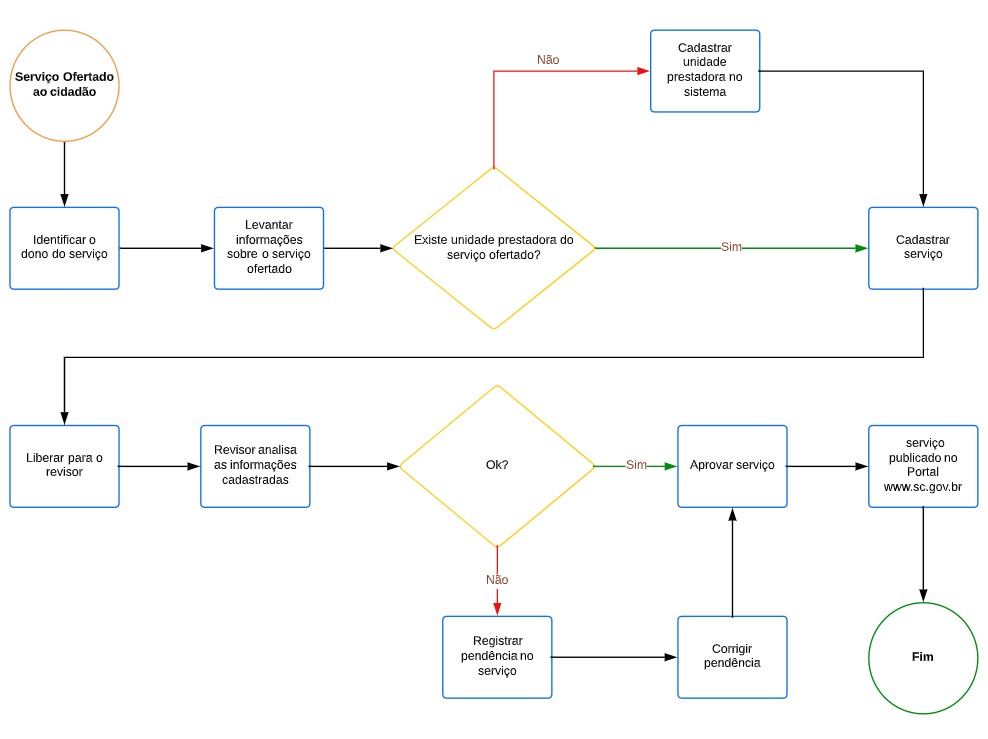 Serviço Ofertado
ao cidadão
Não
Cadastrar
unidade
prestadora no
sistema
Identificar o
dono do serviço
Levantar
informações
sobre o serviço
ofertado
Existe unidade prestadora do
serviço ofertado?
Sim
Cadastrar
serviço
Liberar para o
revisor
Revisor analisa
as informações
cadastradas
Ok?
Sim
Aprovar serviço
serviço
publicado no
Portal
www.sc.gov.br
Não
Registrar
pendência no
serviço
Corrigir
pendência
Fim